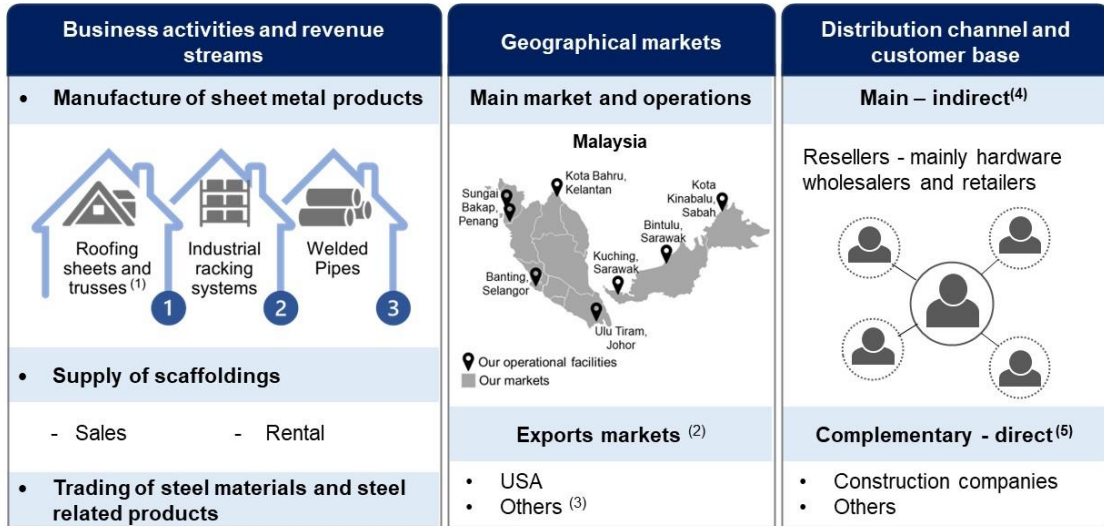 Business activities and revenue
streams
• Manufacture of sheet metal products
Roofing
sheets and
trusses (1)
1
Industrial
racking
systems
2
Welded
Pipes
3
• Supply of scaffoldings
- Sales
- Rental
• Trading of steel materials and steel
related products
Geographical markets
Main market and operations
Malaysia
Sungai
Bakap,
Penang
Kota Bahru,
Kelantan
Kota
Kinabalu,
Sabah
Bintulu,
Sarawak
Kuching,
Sarawak
Banting,
Selangor
Ulu Tiram,
Johor
Our operational facilities
Our markets
Exports markets (2)
• USA
• Others (3)
Distribution channel and
customer base
Main – indirect(4)
Resellers - mainly hardware
wholesalers and retailers
Complementary - direct(5)
• Construction companies
• Others